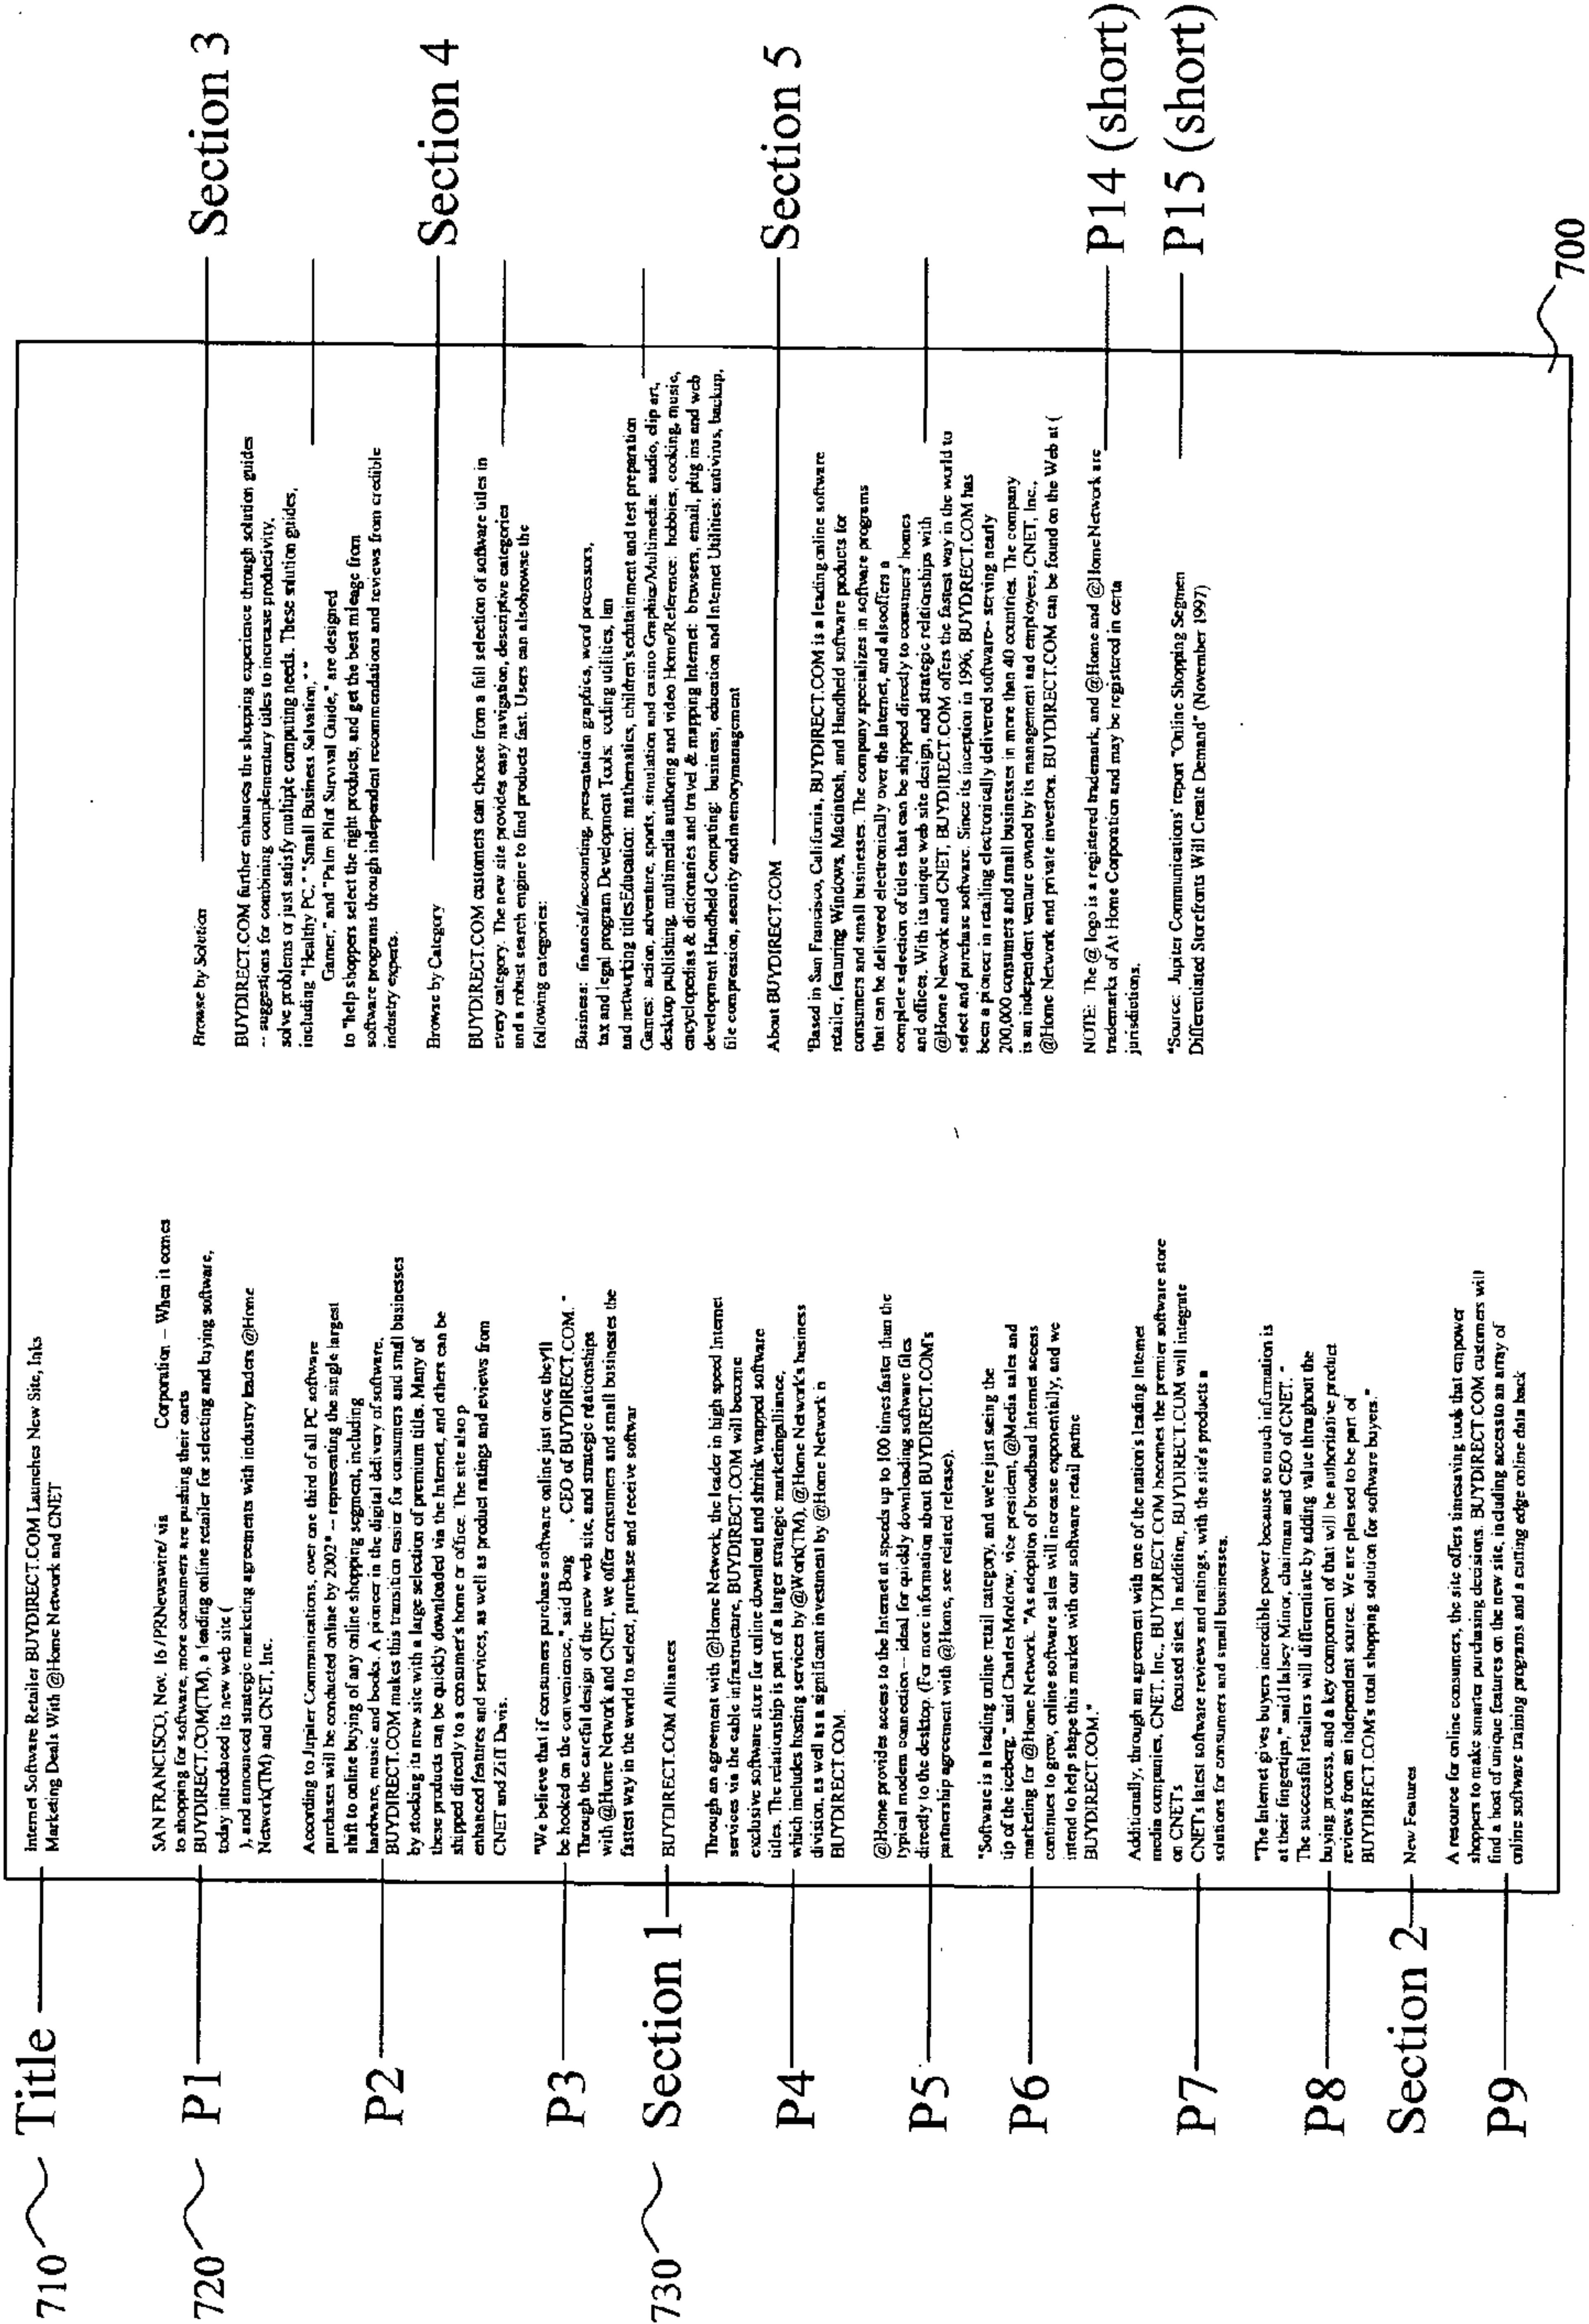 710 Title
Internet Software Retailer BUYDIRECT.COM Launches New Site, Inks
Marketing Deals With @Home Network and CNET
720 P1
SAN FRANCISCO, Nov. 16 /PRNewswire/ via Corporation – When it comes
to shopping for software, more consumers are pushing their carts
BUYDIRECT.COM(TM), a leading online retailer for selecting and buying software,
today introduced its new web site (
), and announced strategic marketing agreements with industry leaders @Home
Network(TM) and CNET, Inc.
P2
According to Jupiter Communications, over one third of all PC software
purchases will be conducted online by 2002* -- representing the single largest
shift to online buying of any online shopping segment, including
hardware, music and books. A pioneer in the digital delivery of software,
BUYDIRECT.COM makes this transition easier for consumers and small businesses
by stocking its new site with a large selection of premium titles. Many of
these products can be quickly downloaded via the Internet, and others can be
shipped directly to a consumer's home or office. The site also p
enhanced features and services, as well as product ratings and reviews from
CNET and Ziff Davis.
P3
"We believe that if consumers purchase software online just once they'll
be hooked on the convenience," said Bong , CEO of BUYDIRECT.COM. "
Through the careful design of the new web site, and strategic relationships
with @Home Network and CNET, we offer consumers and small businesses the
fastest way in the world to select, purchase and receive softwar
730 Section 1
BUYDIRECT.COM Alliances
P4
Through an agreement with @Home Network, the leader in high speed Internet
services via the cable infrastructure, BUYDIRECT.COM will become
exclusive software store for online download and shrink wrapped software
titles. The relationship is part of a larger strategic marketingalliance,
which includes hosting services by @Work(TM), @Home Network's business
division, as well as a significant investment by @Home Network n
BUYDIRECT.COM.
P5
@Home provides access to the Internet at speeds up to 100 times faster than the
typical modem connection -- ideal for quickly downloading software files
directly to the desktop. (For more information about BUYDIRECT.COM's
partnership agreement with @Home, see related release).
P6
"Software is a leading online retail category, and we're just seeing the
tip of the iceberg," said Charles Moldow, vice president, @Media sales and
marketing for @Home Network. "As adoption of broadband Internet access
continues to grow, online software sales will increase exponentially, and we
intend to help shape this market with our software retail partne
BUYDIRECT.COM."
P7
Additionally, through an agreement with one of the nation's leading Internet
media companies, CNET, Inc., BUYDIRECT.COM becomes the premier software store
on CNET's focused sites. In addition, BUYDIRECT.COM will integrate
CNET's latest software reviews and ratings, with the site's products a
solutions for consumers and small businesses.
P8
"The Internet gives buyers incredible power because so much information is
at their fingertips," said Halsey Minor, chairman and CEO of CNET. "
The successful retailers will differentiate by adding value throughout the
buying process, and a key component of that will be authoritative product
reviews from an independent source. We are pleased to be part of
BUYDIRECT.COM's total shopping solution for software buyers."
Section 2
New Features
P9
A resource for online consumers, the site offers timesaving tools that empower
shoppers to make smarter purchasing decisions. BUYDIRECT.COM customers will
find a host of unique features on the new site, including accessto an array of
online software training programs and a cutting edge online data back
Browse by Solution
Section 3
BUYDIRECT.COM further enhances the shopping experience through solution guides
-- suggestions for combining complementary titles to increase productivity,
solve problems or just satisfy multiple computing needs. These solution guides,
including "Healthy PC," "Small Business Salvation," "
Gamer," and "Palm Pilot Survival Guide," are designed
to "help shoppers select the right products, and get the best mileage from
software programs through independent recommendations and reviews from credible
industry experts.
Browse by Category
Section 4
BUYDIRECT.COM customers can choose from a full selection of software titles in
every category. The new site provides easy navigation, descriptive categories
and a robust search engine to find products fast. Users can alsobrowse the
following categories:
Business: financial/accounting, presentation graphics, word processors,
tax and legal program Development Tools: coding utilities, lan
and networking titlesEducation: mathematics, children's edutainment and test preparation
Games: action, adventure, sports, simulation and casino Graphics/Multimedia: audio, clip art,
desktop publishing, multimedia authoring and video Home/Reference: hobbies, cooking, music,
encyclopedias & dictionaries and travel & mapping Internet: browsers, email, plug ins and web
development Handheld Computing: business, education and Internet Utilities: antivirus, backup,
file compression, security and memorymanagement
About BUYDIRECT.COM
Section 5
'Based in San Francisco, California, BUYDIRECT.COM is a leading online software
retailer, featuring Windows, Macintosh, and Handheld software products for
consumers and small businesses. The company specializes in software programs
that can be delivered electronically over the Internet, and alsooffers a
complete selection of titles that can be shipped directly to consumers' homes
and offices. With its unique web site design, and strategic relationships with
@Home Network and CNET, BUYDIRECT.COM offers the fastest way in the world to
select and purchase software. Since its inception in 1996, BUYDIRECT.COM has
been a pioneer in retailing electronically delivered software-- serving nearly
200,000 consumers and small businesses in more than 40 countries. The company
is an independent venture owned by its management and employees, CNET, Inc.,
@Home Network and private investors. BUYDIRECT.COM can be found on the Web at (
NOTE: The @ logo is a registered trademark, and @Home and @HomeNetwork are
trademarks of At Home Corporation and may be registered in certa
jurisdictions.
P14 (short)
*Source: Jupiter Communications' report "Online Shopping Segmen
Differentiated Storefronts Will Create Demand" (November 1997)
P15 (short)
700